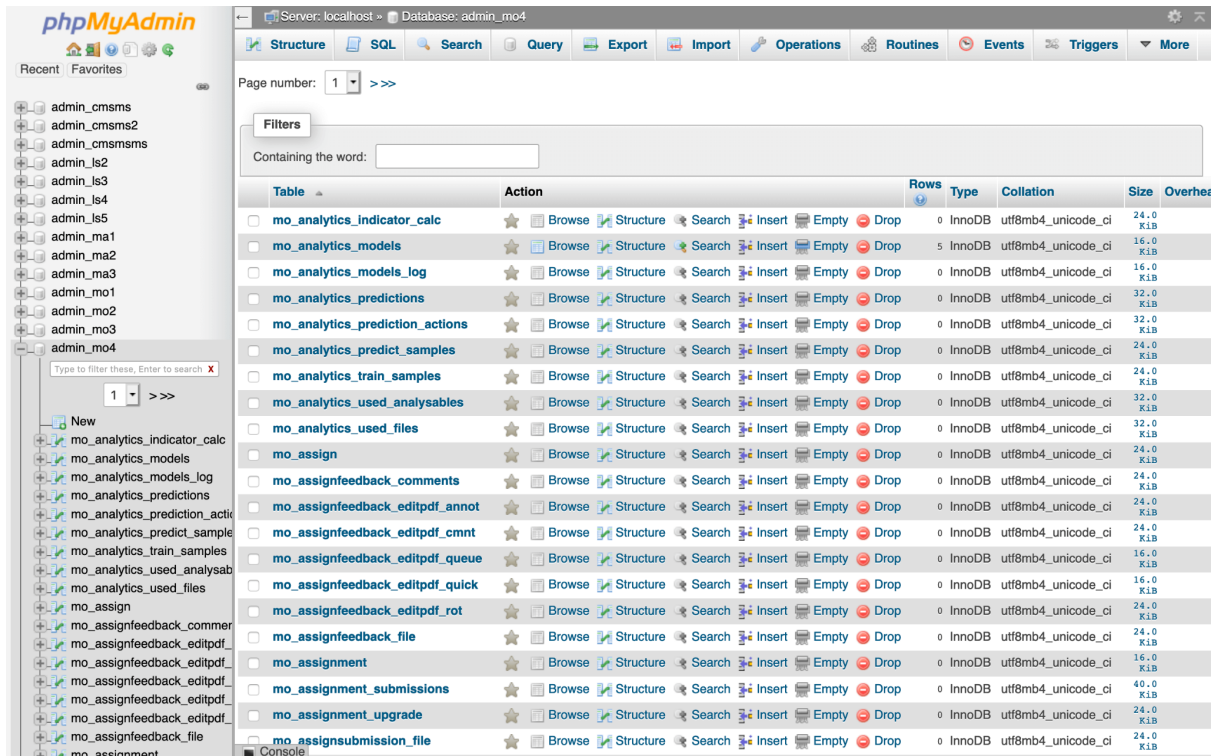 phpMyAdmin
Recent Favorites
admin_cmsms
admin_cmsms2
admin_cmsmsms
admin_ls2
admin_ls3
admin_ls4
admin_ls5
admin_ma1
admin_ma2
admin_ma3
admin_mo1
admin_mo2
admin_mo3
admin_mo4
Type to filter these, Enter to search X
1 > >>
New
mo_analytics_indicator_calc
mo_analytics_models
mo_analytics_models_log
mo_analytics_predictions
mo_analytics_prediction_actio
mo_analytics_predict_sample
mo_analytics_train_samples
mo_analytics_used_analysab
mo_analytics_used_files
mo_assign
mo_assignfeedback_commen
mo_assignfeedback_editpdf_
mo_assignfeedback_editpdf_
mo_assignfeedback_editpdf_
mo_assignfeedback_editpdf_
mo_assignfeedback_editpdf_
mo_assignfeedback_file
mo_assignment
Server: localhost » Database: admin_mo4
Structure SQL Search Query Export Import Operations Routines Events Triggers More
Page number: 1 > >>
Filters
Containing the word:
Table Action Rows Type Collation Size Overhea
mo_analytics_indicator_calc Browse Structure Search Insert Empty Drop 0 InnoDB utf8mb4_unicode_ci 24.0 KiB
mo_analytics_models Browse Structure Search Insert Empty Drop 5 InnoDB utf8mb4_unicode_ci 16.0 KiB
mo_analytics_models_log Browse Structure Search Insert Empty Drop 0 InnoDB utf8mb4_unicode_ci 16.0 KiB
mo_analytics_predictions Browse Structure Search Insert Empty Drop 0 InnoDB utf8mb4_unicode_ci 32.0 KiB
mo_analytics_prediction_actions Browse Structure Search Insert Empty Drop 0 InnoDB utf8mb4_unicode_ci 32.0 KiB
mo_analytics_predict_samples Browse Structure Search Insert Empty Drop 0 InnoDB utf8mb4_unicode_ci 24.0 KiB
mo_analytics_train_samples Browse Structure Search Insert Empty Drop 0 InnoDB utf8mb4_unicode_ci 24.0 KiB
mo_analytics_used_analysables Browse Structure Search Insert Empty Drop 0 InnoDB utf8mb4_unicode_ci 32.0 KiB
mo_analytics_used_files Browse Structure Search Insert Empty Drop 0 InnoDB utf8mb4_unicode_ci 32.0 KiB
mo_assign Browse Structure Search Insert Empty Drop 0 InnoDB utf8mb4_unicode_ci 24.0 KiB
mo_assignfeedback_comments Browse Structure Search Insert Empty Drop 0 InnoDB utf8mb4_unicode_ci 24.0 KiB
mo_assignfeedback_editpdf_annot Browse Structure Search Insert Empty Drop 0 InnoDB utf8mb4_unicode_ci 24.0 KiB
mo_assignfeedback_editpdf_cmnt Browse Structure Search Insert Empty Drop 0 InnoDB utf8mb4_unicode_ci 24.0 KiB
mo_assignfeedback_editpdf_queue Browse Structure Search Insert Empty Drop 0 InnoDB utf8mb4_unicode_ci 16.0 KiB
mo_assignfeedback_editpdf_quick Browse Structure Search Insert Empty Drop 0 InnoDB utf8mb4_unicode_ci 16.0 KiB
mo_assignfeedback_editpdf_rot Browse Structure Search Insert Empty Drop 0 InnoDB utf8mb4_unicode_ci 24.0 KiB
mo_assignfeedback_file Browse Structure Search Insert Empty Drop 0 InnoDB utf8mb4_unicode_ci 24.0 KiB
mo_assignment Browse Structure Search Insert Empty Drop 0 InnoDB utf8mb4_unicode_ci 16.0 KiB
mo_assignment_submissions Browse Structure Search Insert Empty Drop 0 InnoDB utf8mb4_unicode_ci 40.0 KiB
mo_assignment_upgrade Browse Structure Search Insert Empty Drop 0 InnoDB utf8mb4_unicode_ci 24.0 KiB
mo_assignsubmission_file Browse Structure Search Insert Empty Drop 0 InnoDB utf8mb4_unicode_ci 24.0 KiB
Console